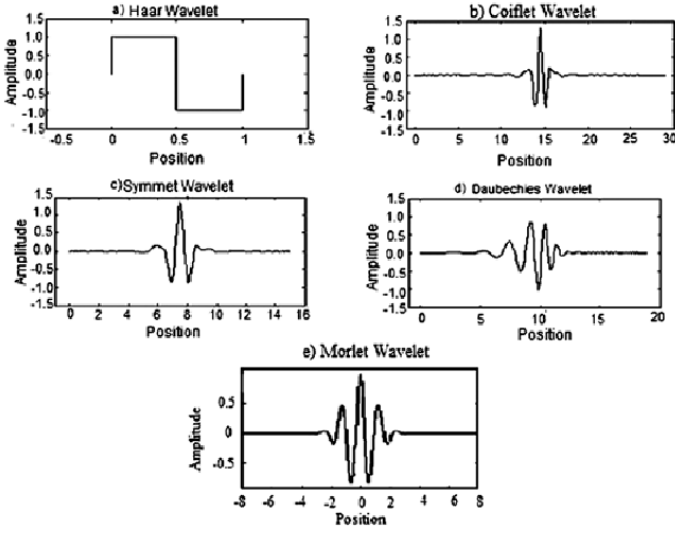 a) Haar Wavelet
1.5
1.0
0.5
0.0
-0.5
-1.0
-1.5
Amplitude
-0.5 0 0.5 1 1.5
Position
b) Coiflet Wavelet
1.5
1.0
0.5
0.0
-0.5
-1.0
-1.5
Amplitude
0 5 10 15 20 25 30
Position
c)Symmet Wavelet
1.5
1.0
0.5
0.0
-0.5
-1.0
-1.5
Amplitude
0 2 4 6 8 10 12 14 16
Position
d) Daubechies Wavelet
1.5
1.0
0.5
0.0
-0.5
-1.0
-1.5
Amplitude
0 5 10 15 20
Position
e) Morlet Wavelet
0.5
0
-0.5
Amplitude
-8 -6 -4 -2 0 2 4 6 8
Position